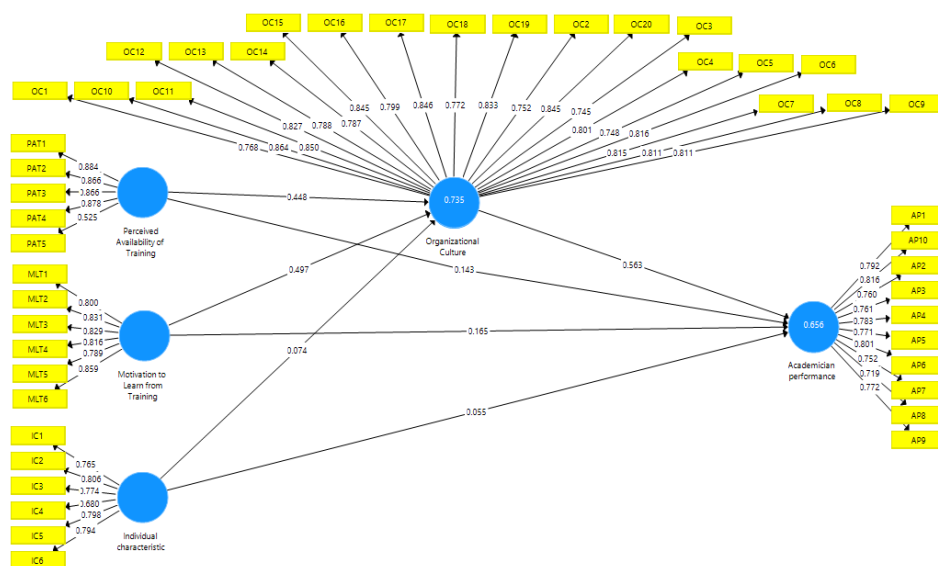 OC15
OC16
OC17
OC18
OC19
OC2
OC20
OC3
OC12
OC13
OC14
OC4
OC5
OC6
OC1
OC10
OC11
OC7
OC8
OC9
0.845
0.799
0.846
0.772
0.833
0.752
0.845
0.745
0.827
0.788
0.787
0.801
0.748
0.816
0.768
0.864
0.850
0.815
0.811
0.811
PAT1
PAT2
PAT3
PAT4
PAT5
0.884
0.866
0.866
0.878
0.525
Perceived
Availability of
Training
0.448
0.735
Organizational
Culture
0.497
0.143
0.563
0.074
MLT1
MLT2
MLT3
MLT4
MLT5
MLT6
0.800
0.831
0.829
0.816
0.789
0.859
Motivation to
Learn from
Training
0.165
0.055
0.656
Academician
performance
AP1
AP10
AP2
AP3
AP4
AP5
AP6
AP7
AP8
AP9
0.792
0.816
0.760
0.761
0.783
0.771
0.801
0.752
0.719
0.772
IC1
IC2
IC3
IC4
IC5
IC6
0.765
0.806
0.774
0.680
0.798
0.794
Individual
characteristic